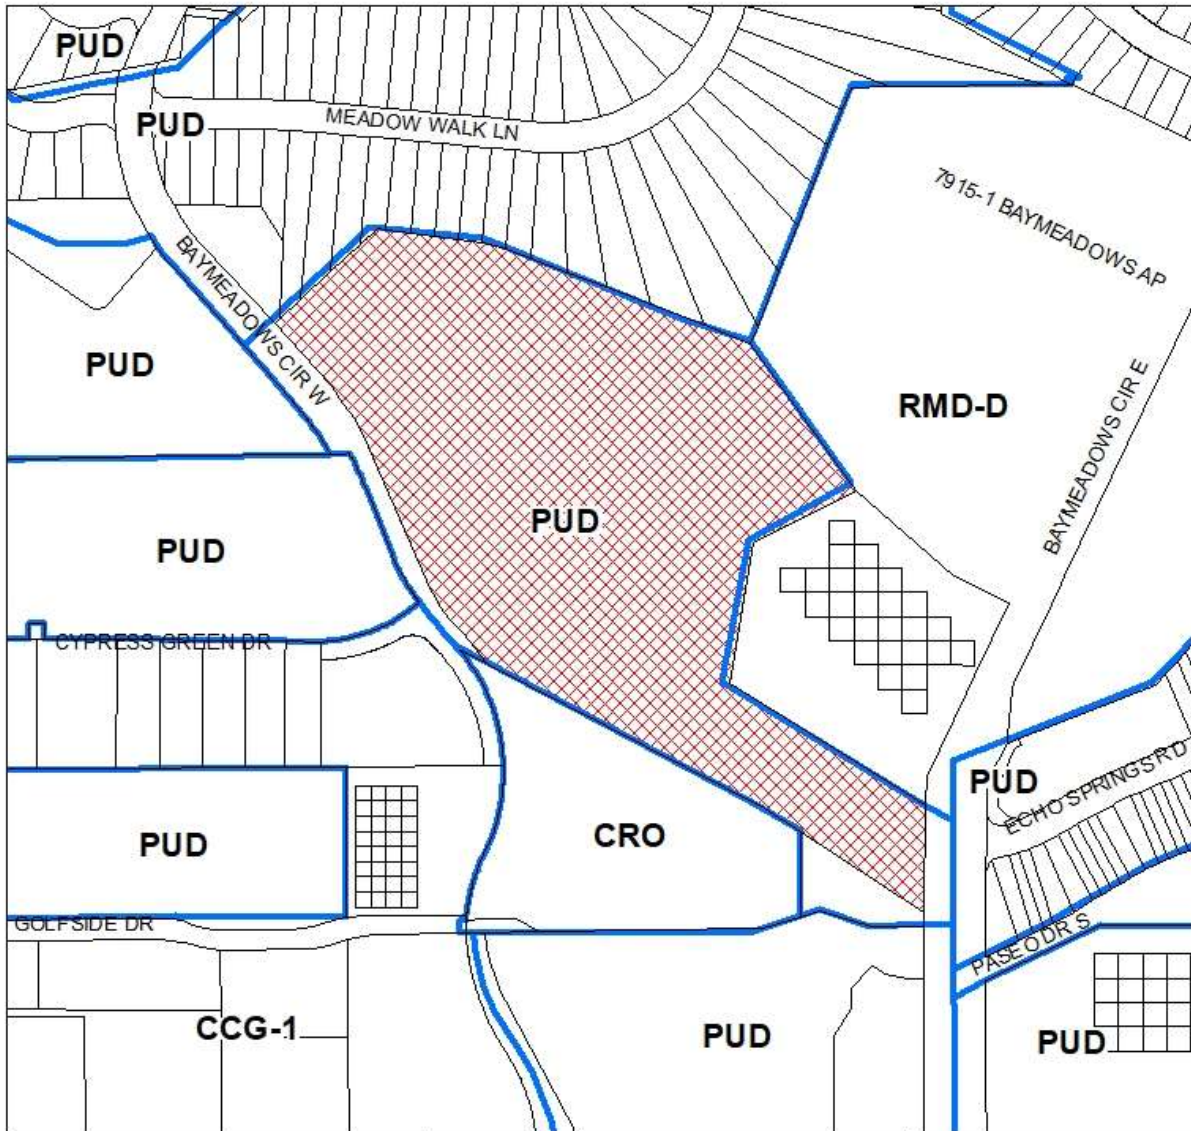 PUD
PUD
MEADOW WALK LN
7915-1 BAYMEADOWS AP
BAYMEADOWS CIR W
PUD
RMD-D
BAYMEADOWS CIR E
PUD
PUD
CYPRESS GREEN DR
PUD
ECHO SPRINGS RD
CRO
PUD
GOLFSIDE DR
PASEO DR S
CCG-1
PUD
PUD